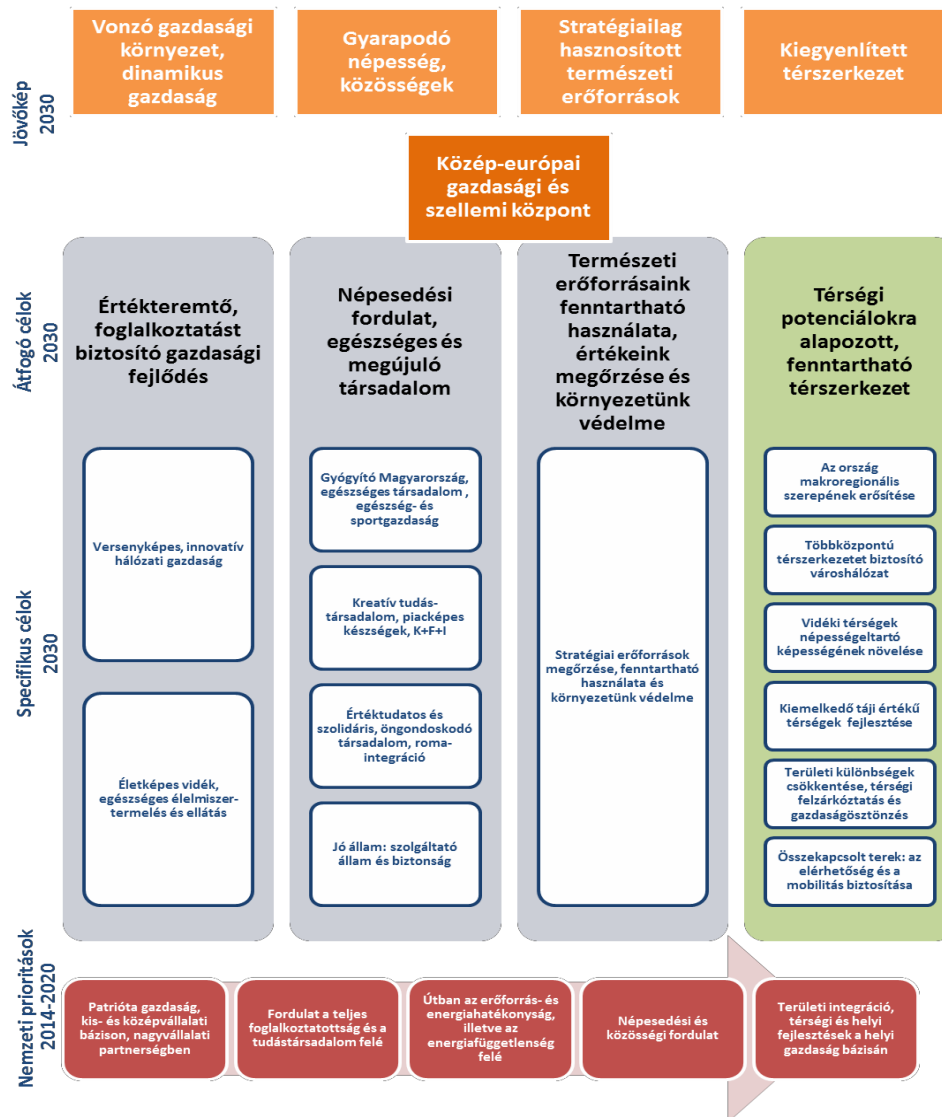 Jövőkép
2030
Vonzó gazdasági
környezet,
dinamikus
gazdaság
Gyarapodó
népesség,
közösségek
Stratégiailag
hasznosított
természeti
erőforrások
Kiegyenlített
térszerkezet
Közép-európai
gazdasági és
szellemi központ
Átfogó célok
2030
Értékteremtő,
foglalkoztatást
biztosító gazdasági
fejlődés
Népesedési
fordulat,
egészséges és
megújuló
társadalom
Természeti
erőforrásaink
fenntartható
használata,
értékeink
megőrzése és
környezetünk
védelme
Térségi
potenciálokra
alapozott,
fenntartható
térszerkezet
Specifikus célok
2030
Versenyképes, innovatív
hálózati gazdaság
Életképes vidék,
egészséges élelmiszer-
termelés és ellátás
Gyógyító Magyarország,
egészséges társadalom ,
egészség- és
sportgazdaság
Kreatív tudás-
társadalom, piacképes
készségek, K+F+I
Értéktudatos és
szolidáris, öngondoskodó
társadalom, roma-
integráció
Jó állam: szolgáltató
állam és biztonság
Stratégiai erőforrások
megőrzése, fenntartható
használata és
környezetünk védelme
Az ország
makroregionális
szerepének erősítése
Többközpontú
térszerkezetet biztosító
városhálózat
Vidéki térségek
népességeltartó
képességének növelése
Kiemelkedő táji értékű
térségek fejlesztése
Területi különbségek
csökkentése, térségi
felzárkóztatás és
gazdaságösztönzés
Összekapcsolt terek: az
elérhetőség és a
mobilitás biztosítása
Nemzeti prioritások
2014-2020
Patrióta gazdaság,
kis- és középvállalati
bázison, nagyvállalati
partnerségben
Fordulat a teljes
foglalkoztatottság és a
tudástársadalom felé
Útban az erőforrás- és
energiahatékonyság,
illetve az
energiafüggetlenség
felé
Népesedési és
közösségi fordulat
Területi integráció,
térségi és helyi
fejlesztések a helyi
gazdaság bázisán